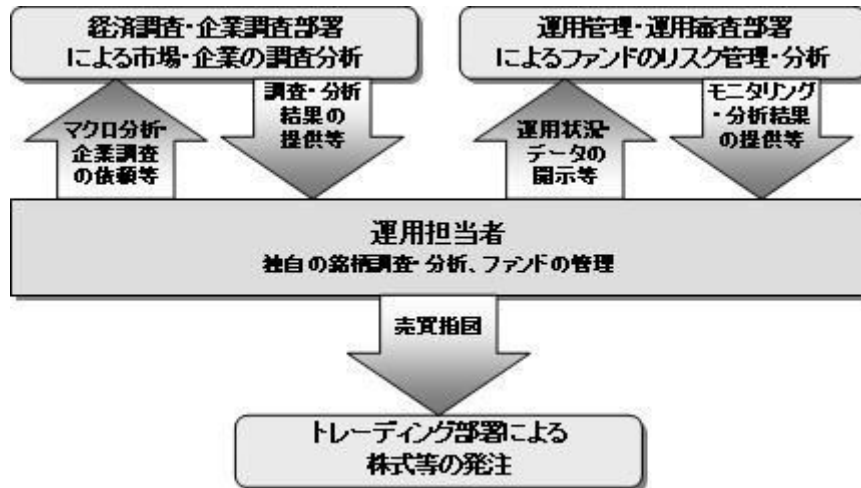 経済調査・企業調査部署
による市場・企業の調査分析
運用管理・運用審査部署
によるファンドのリスク管理・分析
マクロ分析・
企業調査
の依頼等
調査・分析
結果の
提供等
運用状況・
データの
開示等
モニタリング
・分析結果
の提供等
運用担当者
独自の銘柄調査・分析、ファンドの管理
売買指図
トレーディング部署による
株式等の発注